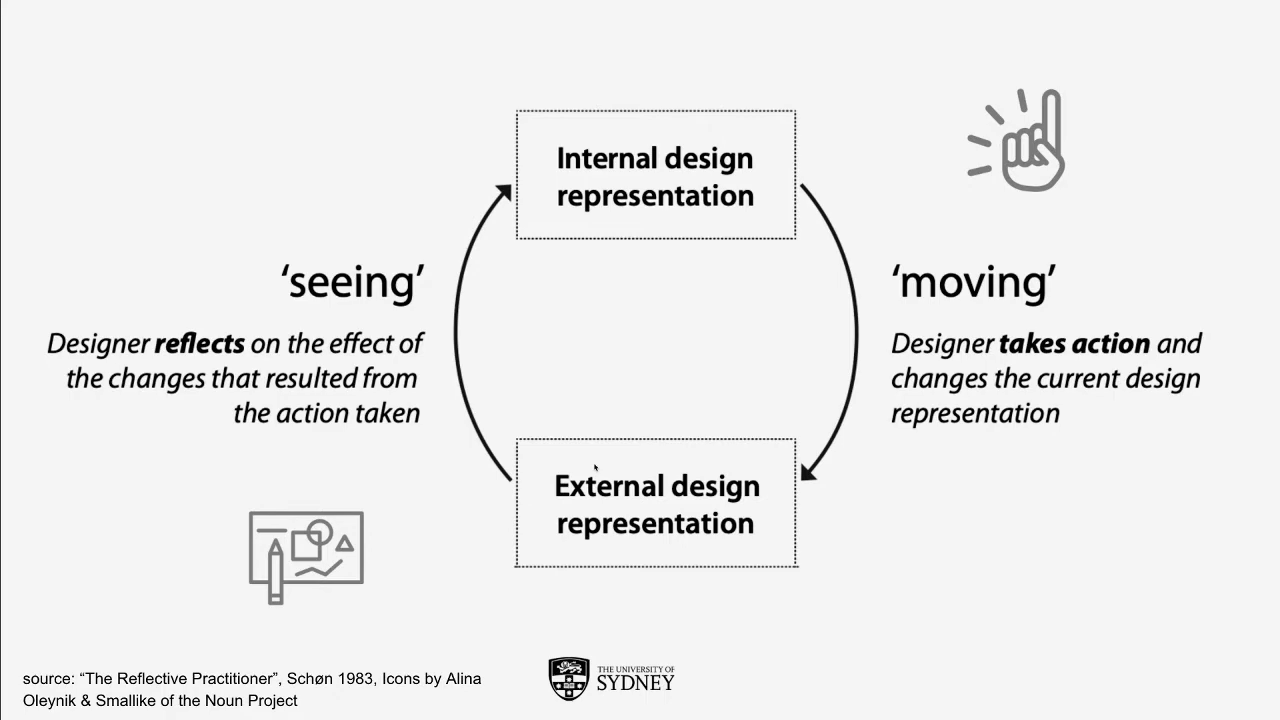 Internal design
representation
‘seeing’
Designer reflects on the effect of
the changes that resulted from
the action taken
‘moving’
Designer takes action and
changes the current design
representation
External design
representation
source: “The Reflective Practitioner”, Schøn 1983, Icons by Alina
Oleynik & Smallike of the Noun Project
THE UNIVERSITY OF
SYDNEY